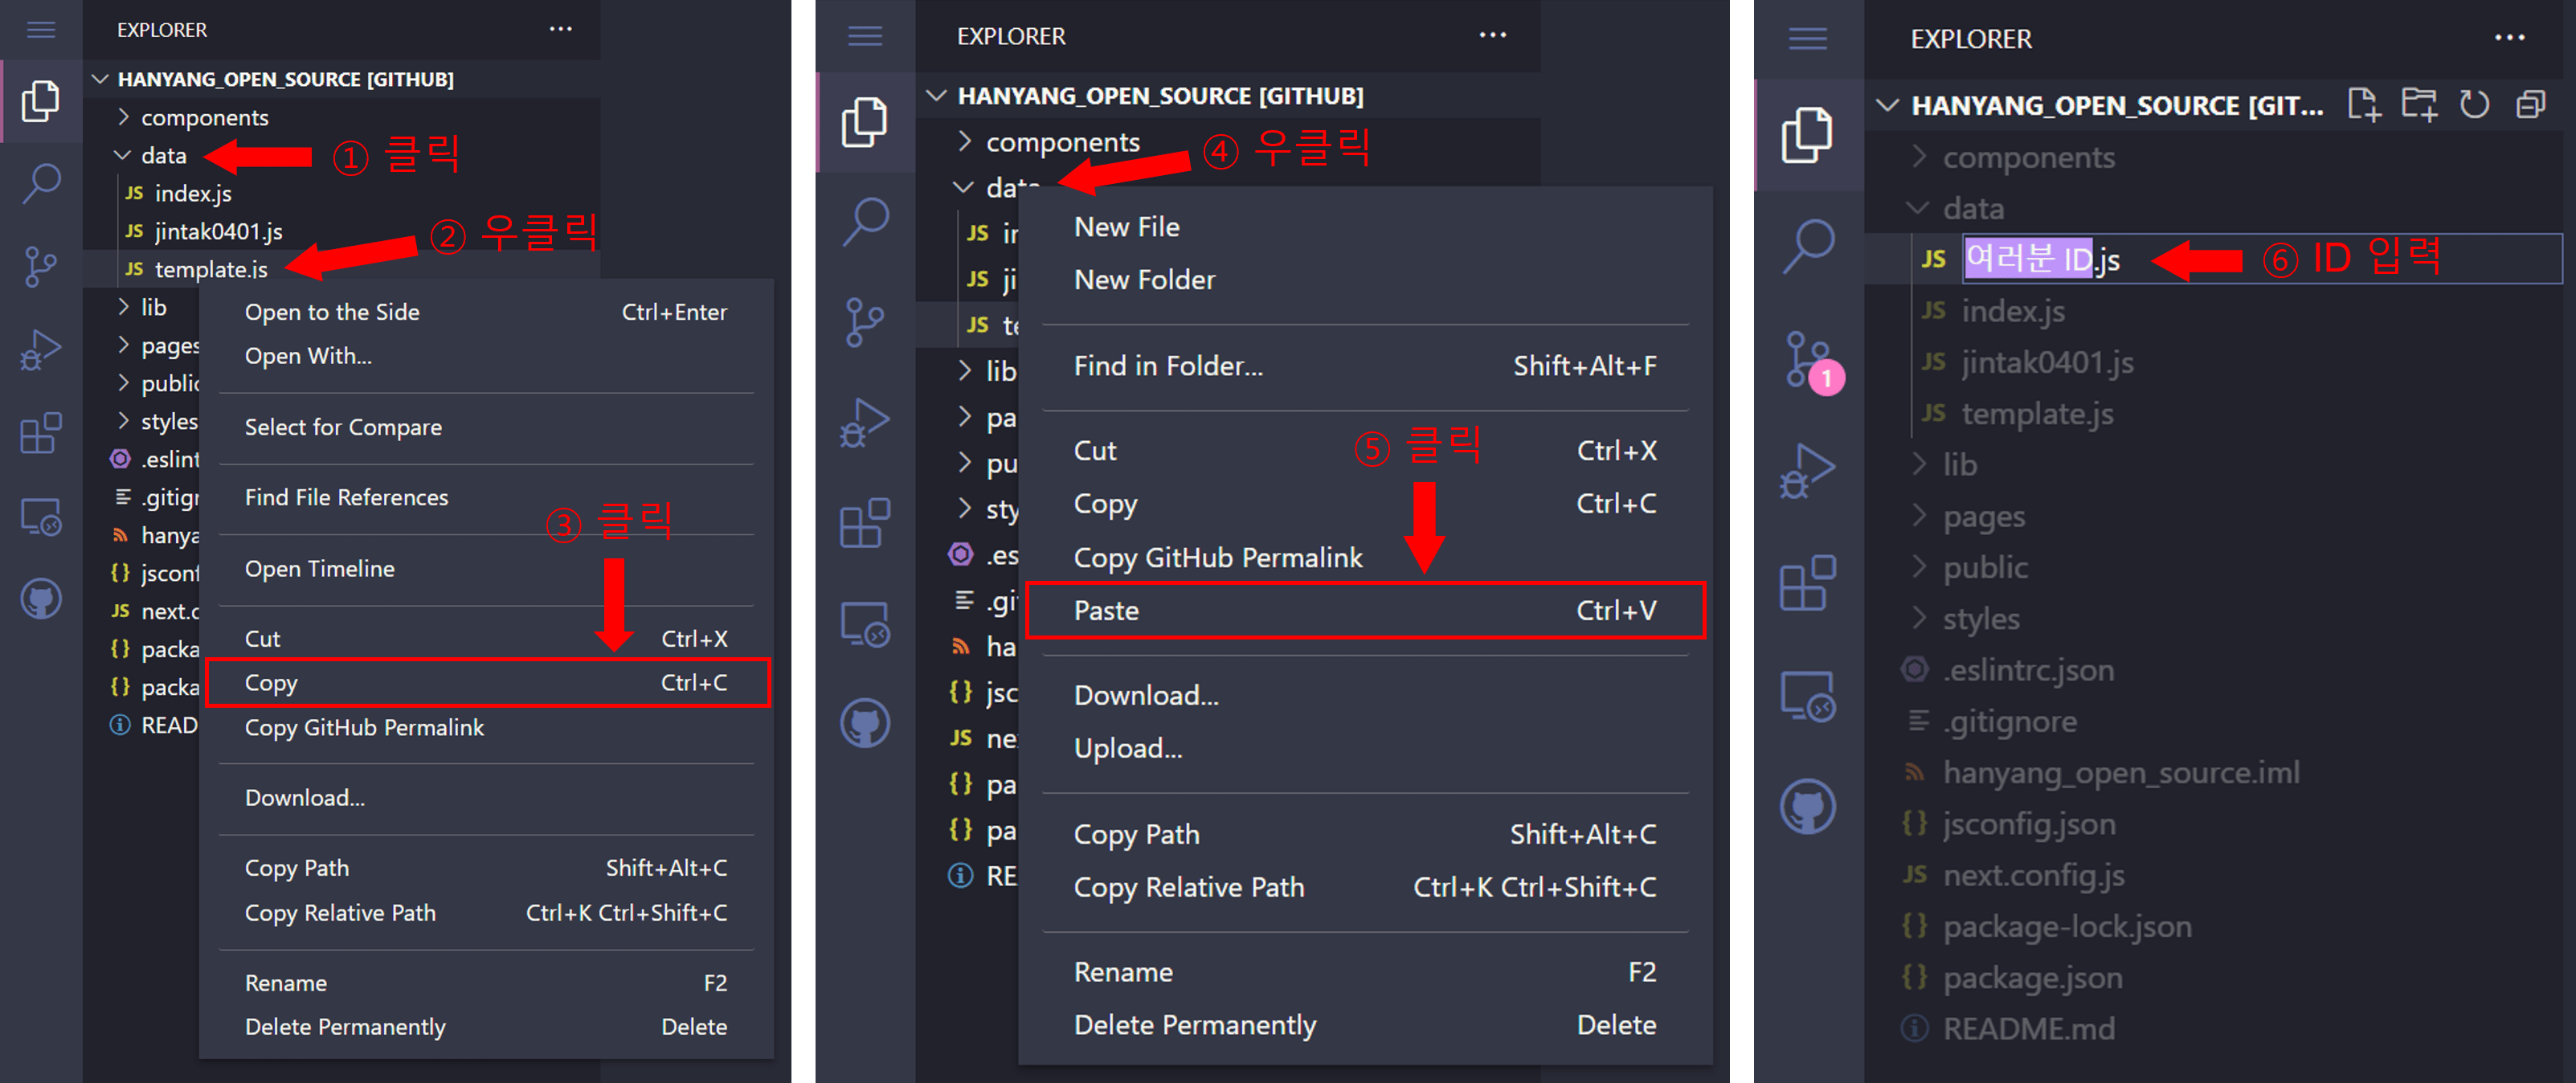 EXPLORER
HANYANG_OPEN_SOURCE [GITHUB]
components
data
① 클릭
JS index.js
JS jintak0401.js
② 우클릭
JS template.js
lib
Open to the Side Ctrl+Enter
pages
Open With...
public
styles
Select for Compare
.eslint
.gitign
Find File References
③ 클릭
hanya
{} jsconf
Open Timeline
JS next.c
Cut Ctrl+X
{} packa
{} packa
Copy Ctrl+C
READ
Copy GitHub Permalink
Download...
Copy Path Shift+Alt+C
Copy Relative Path Ctrl+K Ctrl+Shift+C
Rename F2
Delete Permanently Delete
EXPLORER
HANYANG_OPEN_SOURCE [GITHUB]
components
④ 우클릭
data
New File
JS in
New Folder
JS ji
JS te
Find in Folder... Shift+Alt+F
lib
pa
Cut Ctrl+X
⑤ 클릭
pu
Copy Ctrl+C
sty
Copy GitHub Permalink
.es
Paste Ctrl+V
.gi
ha
Download...
{} jsc
Upload...
JS ne
{} pa
Copy Path Shift+Alt+C
{} pa
RE
Copy Relative Path Ctrl+K Ctrl+Shift+C
Rename F2
Delete Permanently Delete
EXPLORER
HANYANG_OPEN_SOURCE [GIT...
components
data
JS 여러분 ID.js
⑥ ID 입력
JS index.js
1
JS jintak0401.js
JS template.js
lib
pages
public
styles
.eslintrc.json
.gitignore
hanyang_open_source.iml
{} jsconfig.json
JS next.config.js
{} package-lock.json
{} package.json
README.md